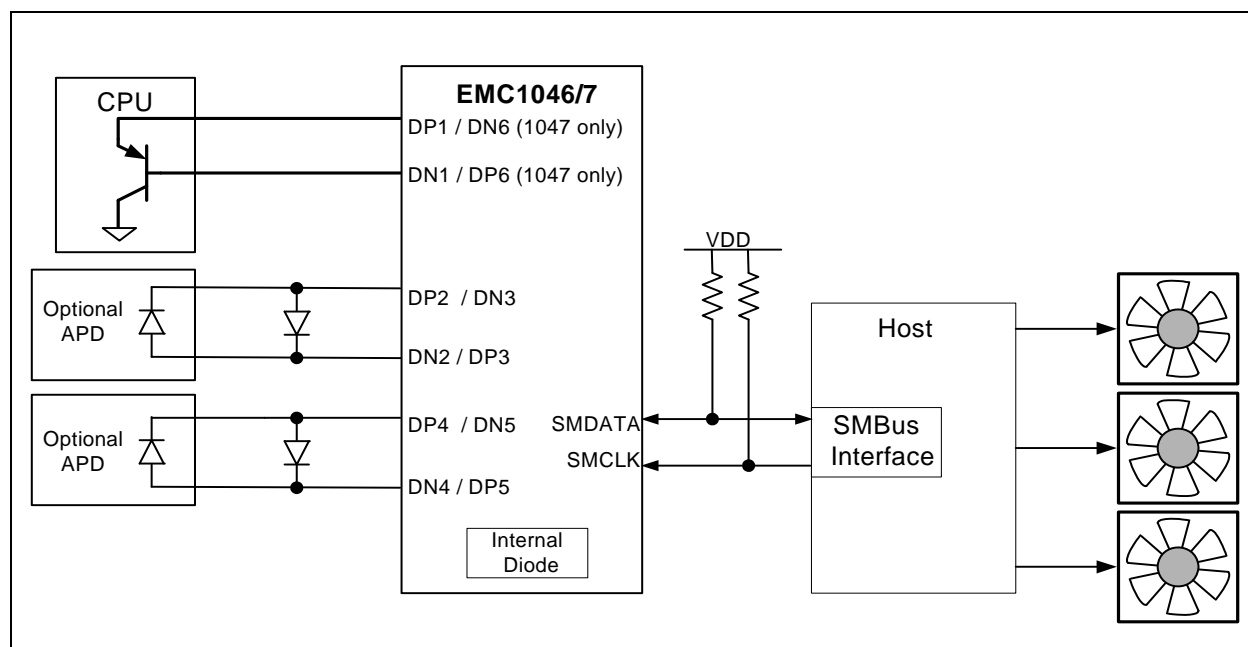 CPU
EMC1046/7
DP1 / DN6 (1047 only)
DN1 / DP6 (1047 only)
Optional
APD
DP2 / DN3
DN2 / DP3
Optional
APD
DP4 / DN5
DN4 / DP5
SMDATA
SMCLK
Internal
Diode
VDD
Host
SMBus
Interface